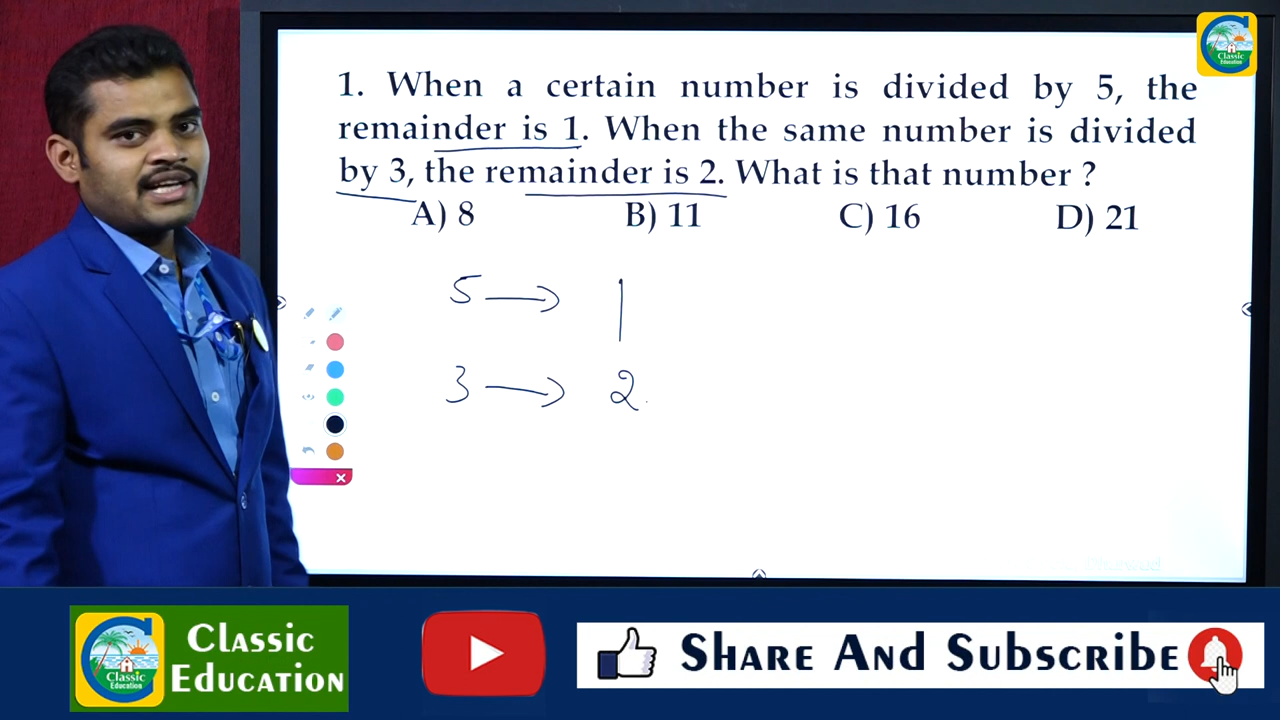 1. When a certain number is divided by 5, the
remainder is 1. When the same number is divided
by 3, the remainder is 2. What is that number ?
A) 8 B) 11 C) 16 D) 21
5 → 1
3 → 2
Classic
Education
Classic
Education
Classic
Education
Share And Subscribe